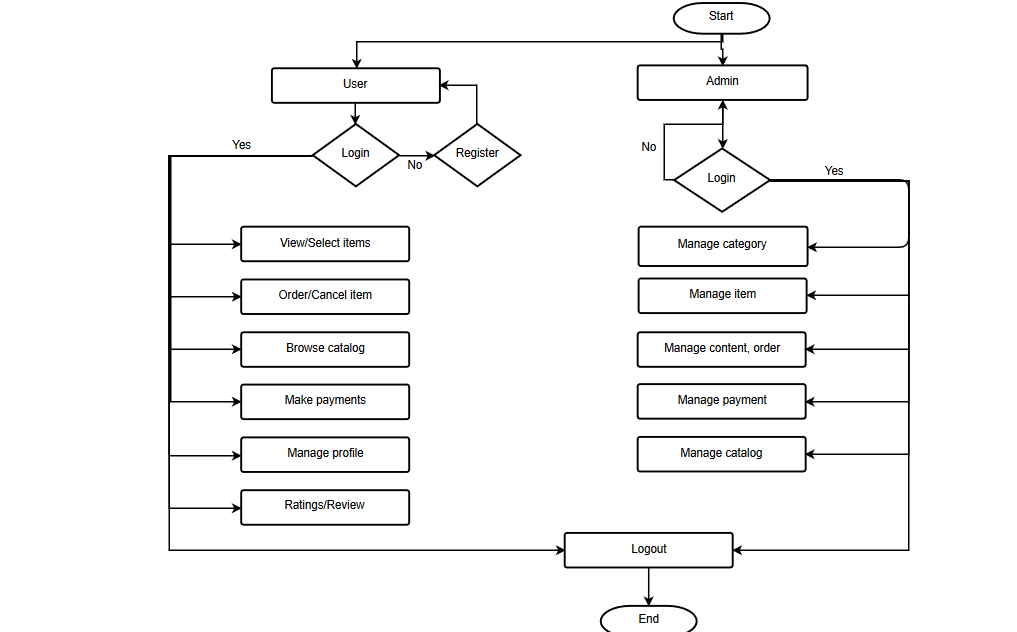 Start
User
Admin
Login
No
Register
Yes
Login
No
Yes
View/Select items
Order/Cancel item
Browse catalog
Make payments
Manage profile
Ratings/Review
Manage category
Manage item
Manage content, order
Manage payment
Manage catalog
Logout
End